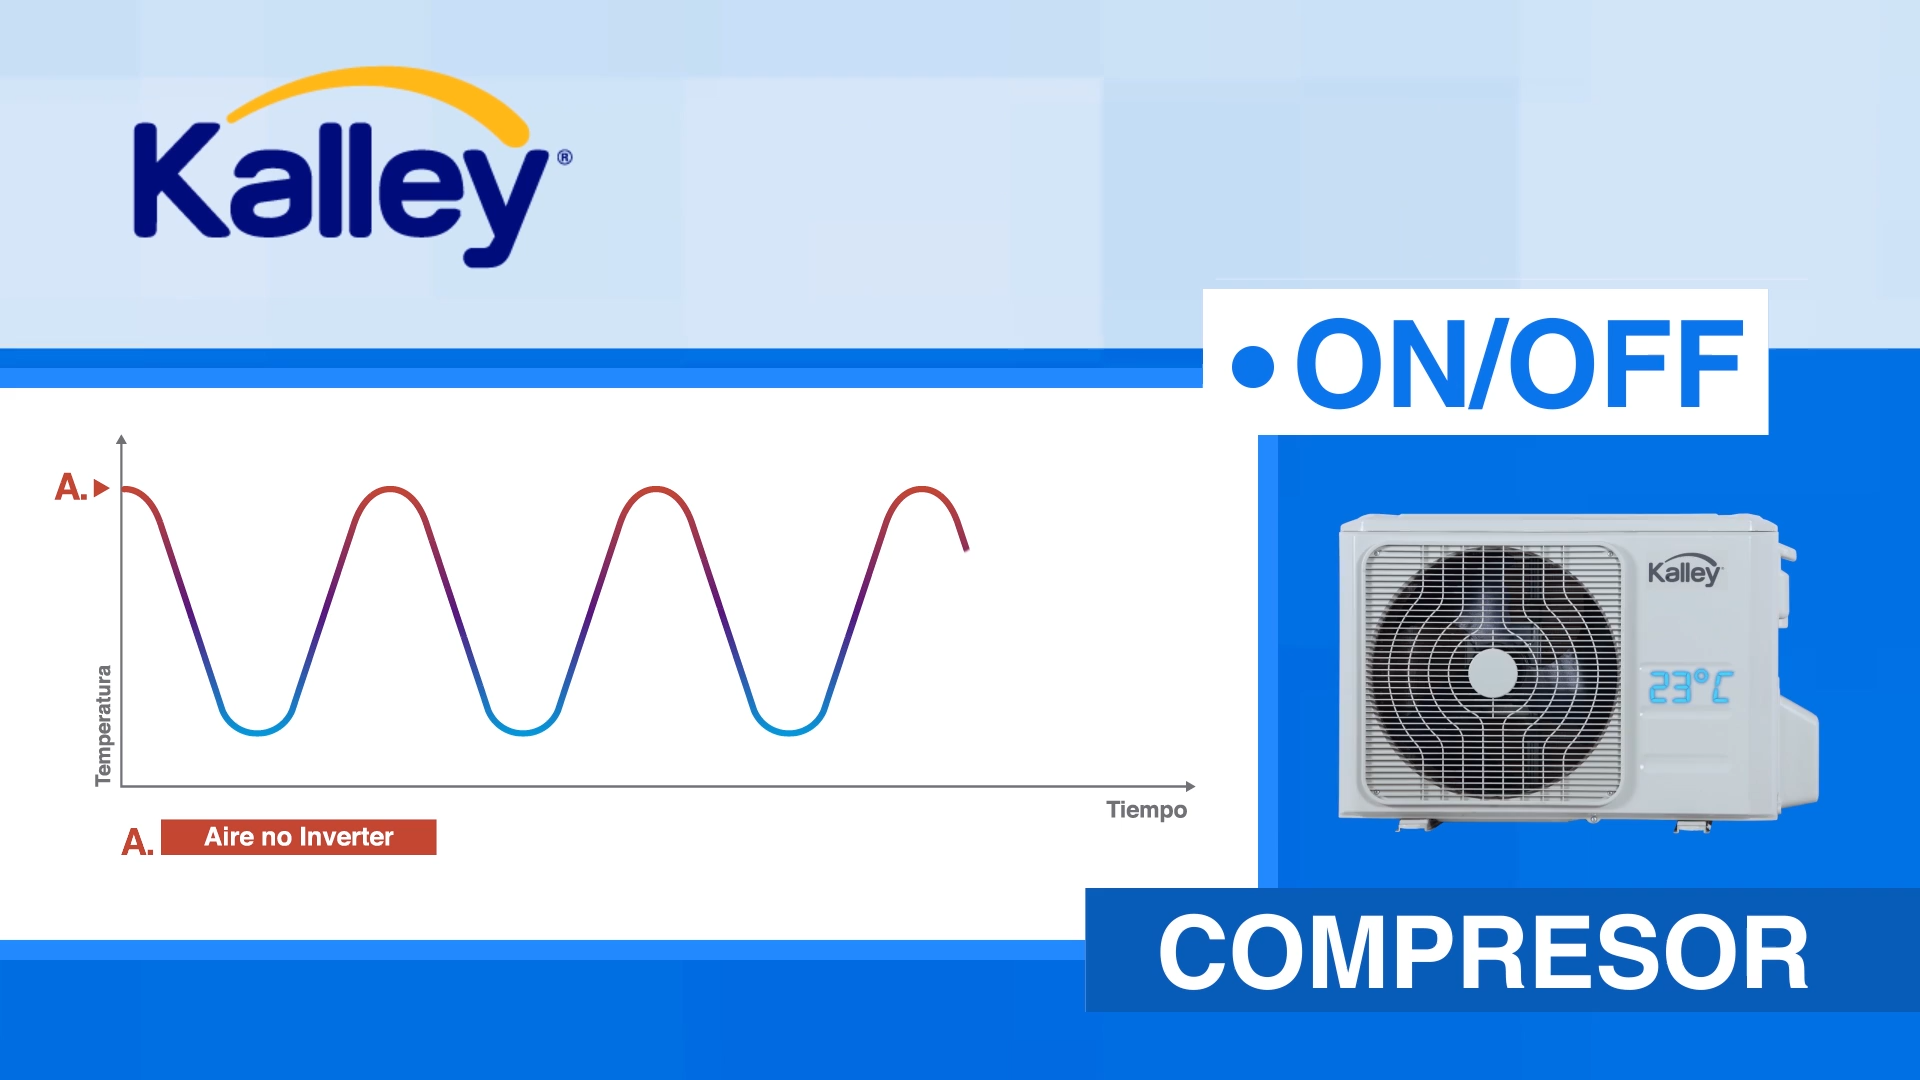 Kalley®
ON/OFF
A.
Temperatura
Tiempo
A. Aire no Inverter
Kalley
23°C
COMPRESOR